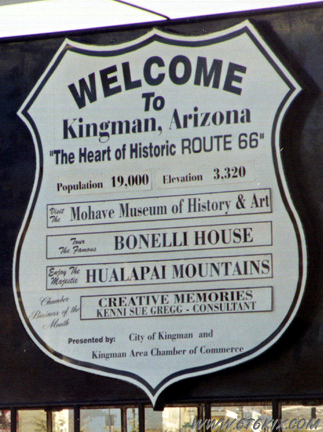 WELCOME
To
Kingman, Arizona
"The Heart of Historic ROUTE 66"
Population 19,000 Elevation 3,320
Visit The Mohave Museum of History & Art
Tour The Famous BONELLI HOUSE
Enjoy The Majestic HUALAPAI MOUNTAINS
Chamber Business of the Month
CREATIVE MEMORIES
KENNI SUE GREGG - CONSULTANT
Presented by: City of Kingman and
Kingman Area Chamber of Commerce